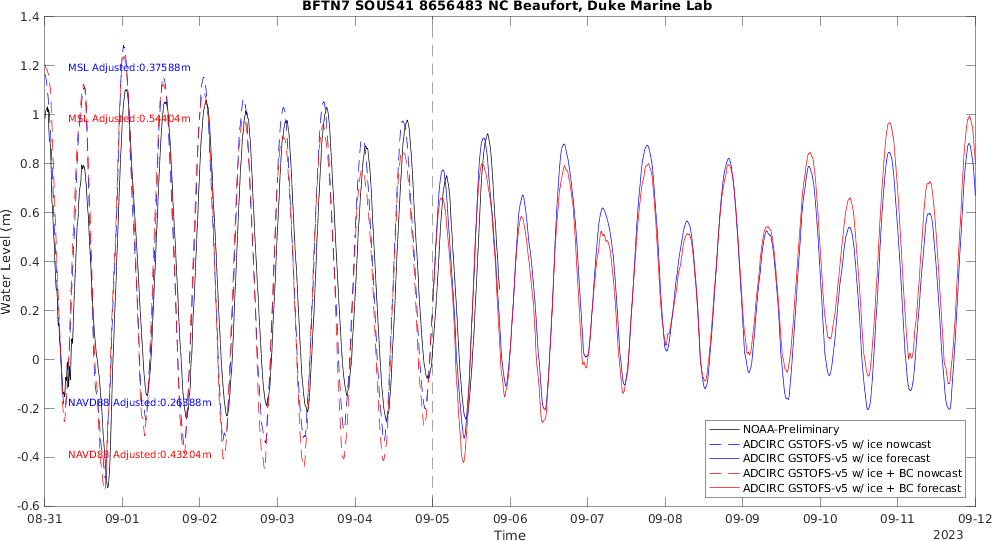 BFTN7 SOUS41 8656483 NC Beaufort, Duke Marine Lab
1.4
1.2
1
0.8
0.6
0.4
0.2
0
-0.2
-0.4
-0.6
Water Level (m)
MSL Adjusted:0.37588m
MSL Adjusted:0.54404m
NAVD88 Adjusted:0.26388m
NAVD88 Adjusted:0.43204m
NOAA-Preliminary
ADCIRC GSTOFS-v5 w/ ice nowcast
ADCIRC GSTOFS-v5 w/ ice forecast
ADCIRC GSTOFS-v5 w/ ice + BC nowcast
ADCIRC GSTOFS-v5 w/ ice + BC forecast
08-31 09-01 09-02 09-03 09-04 09-05 09-06 09-07 09-08 09-09 09-10 09-11 09-12
Time
2023